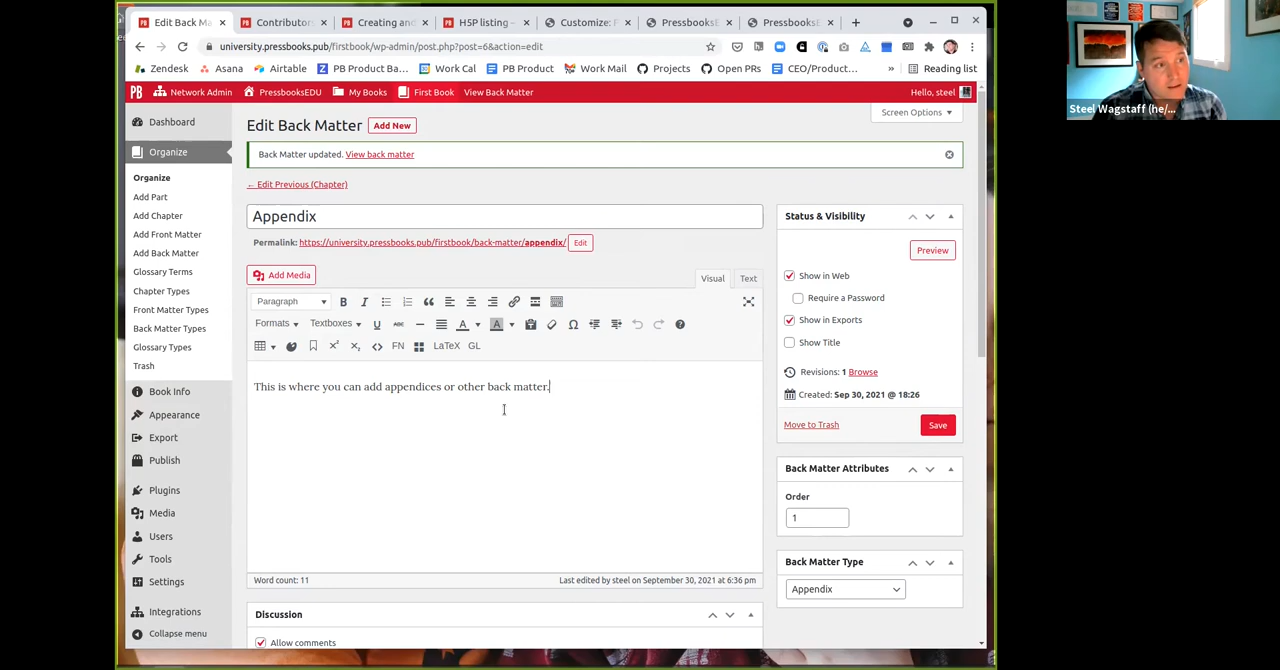 Edit Back Ma
Contributor
Creating and
H5P listing –
Customize: F
PressbooksE
PressbooksE
university.pressbooks.pub/firstbook/wp-admin/post.php?post=6&action=edit
Zendesk
Asana
Airtable
PB Product Ba...
Work Cal
PB Product
Work Mail
Projects
Open PRs
CEO/Product...
»
Reading list
PB
Network Admin
PressbooksEDU
My Books
First Book
View Back Matter
Hello, steel
Dashboard
Organize
Organize
Add Part
Add Chapter
Add Front Matter
Add Back Matter
Glossary Terms
Chapter Types
Front Matter Types
Back Matter Types
Glossary Types
Trash
Book Info
Appearance
Export
Publish
Plugins
Media
Users
Tools
Settings
Integrations
Collapse menu
Screen Options
Edit Back Matter
Add New
Back Matter updated. View back matter
← Edit Previous (Chapter)
Appendix
Permalink: https://university.pressbooks.pub/firstbook/back-matter/appendix/
Edit
Add Media
Visual
Text
Paragraph
Formats
Textboxes
FN
LaTeX
GL
This is where you can add appendices or other back matter.
Word count: 11
Last edited by steel on September 30, 2021 at 6:36 pm
Discussion
Allow comments
Status & Visibility
Preview
Show in Web
Require a Password
Show in Exports
Show Title
Revisions: 1 Browse
Created: Sep 30, 2021 @ 18:26
Move to Trash
Save
Back Matter Attributes
Order
1
Back Matter Type
Appendix
Steel Wagstaff (he/...